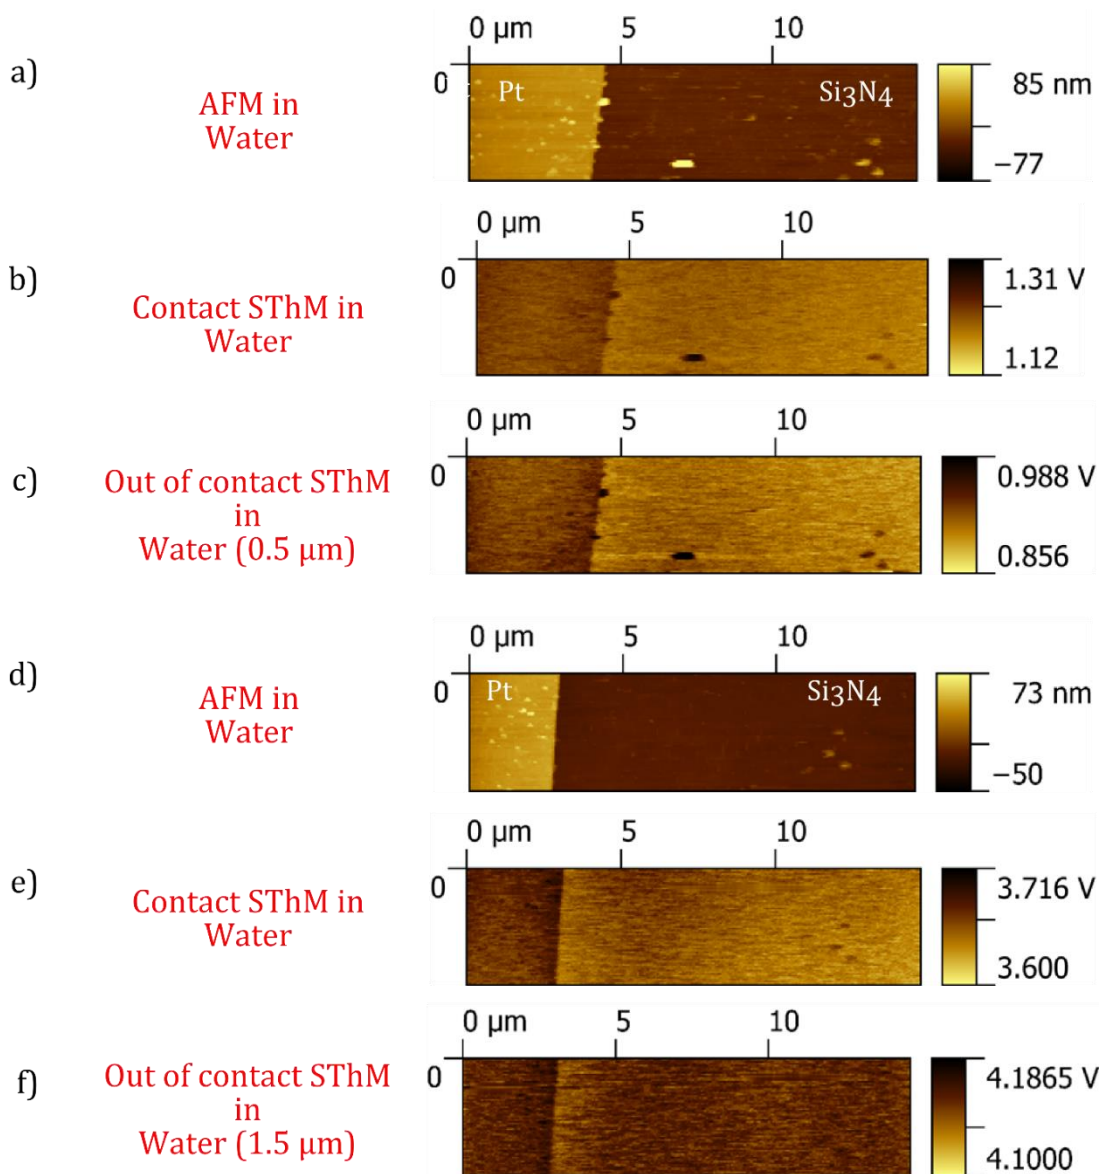 a)
AFM in
Water
0 µm 5 10
0
Pt Si₃N₄
85 nm
−77
b)
Contact SThM in
Water
0 µm 5 10
0
1.31 V
1.12
c)
Out of contact SThM
in
Water (0.5 µm)
0 µm 5 10
0
0.988 V
0.856
d)
AFM in
Water
0 µm 5 10
0
Pt Si₃N₄
73 nm
−50
e)
Contact SThM in
Water
0 µm 5 10
0
3.716 V
3.600
f)
Out of contact SThM
in
Water (1.5 µm)
0 µm 5 10
0
4.1865 V
4.1000